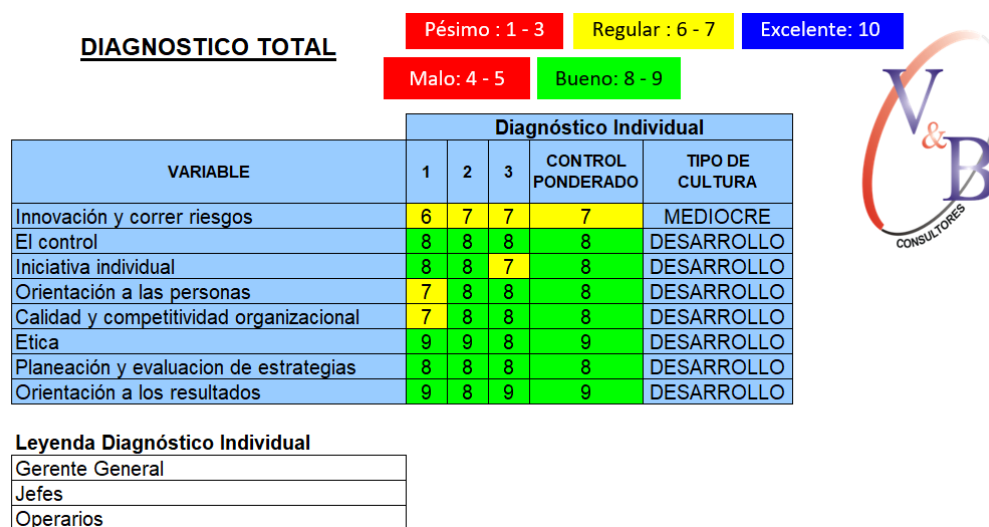 DIAGNOSTICO TOTAL
Pésimo : 1 - 3
Regular : 6 - 7
Excelente: 10
Malo: 4 - 5
Bueno: 8 - 9
V&B
CONSULTORES
Diagnóstico Individual
VARIABLE 1 2 3 CONTROL PONDERADO TIPO DE CULTURA
Innovación y correr riesgos 6 7 7 7 MEDIOCRE
El control 8 8 8 8 DESARROLLO
Iniciativa individual 8 8 7 8 DESARROLLO
Orientación a las personas 7 8 8 8 DESARROLLO
Calidad y competitividad organizacional 7 8 8 8 DESARROLLO
Etica 9 9 8 9 DESARROLLO
Planeación y evaluacion de estrategias 8 8 8 8 DESARROLLO
Orientación a los resultados 9 8 9 9 DESARROLLO
Leyenda Diagnóstico Individual
Gerente General
Jefes
Operarios